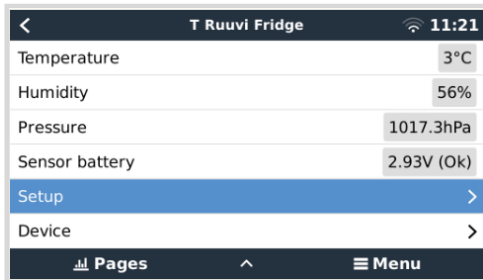 T Ruuvi Fridge 11:21
Temperature 3°C
Humidity 56%
Pressure 1017.3hPa
Sensor battery 2.93V (Ok)
Setup
Device
Pages Menu